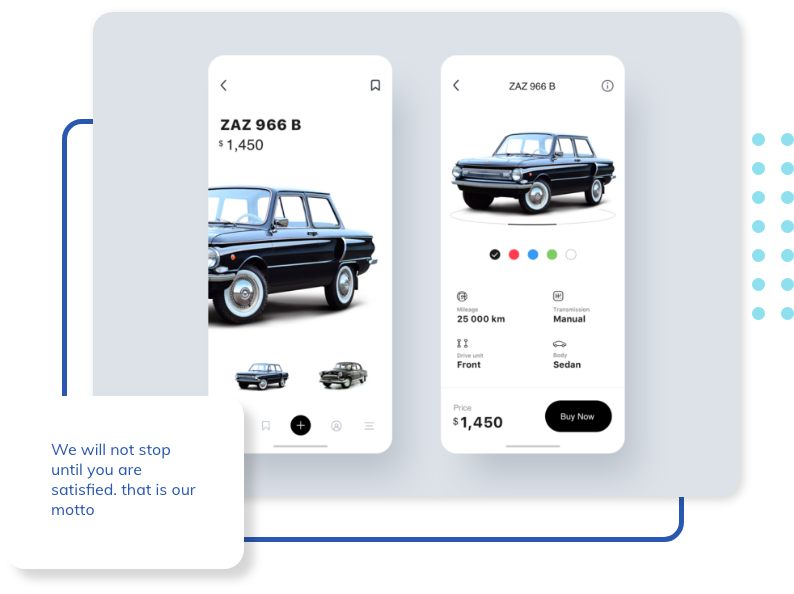 ZAZ 966 B
$ 1,450
ZAZ 966 B
Mileage
25 000 km
Transmission
Manual
Drive unit
Front
Body
Sedan
Price
$ 1,450
Buy Now
We will not stop
until you are
satisfied. that is our
motto